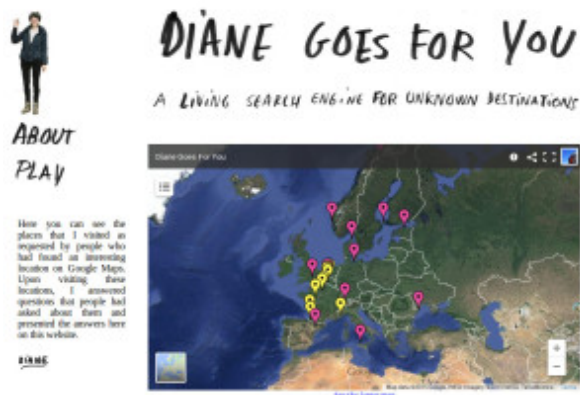 DIANE GOES FOR YOU
A LIVING SEARCH ENGINE FOR UNKNOWN DESTINATIONS
ABOUT
PLAY
Here you can see the
places that I visited as
requested by people who
had found an interesting
location on Google Maps.
Upon visiting these
locations, I answered
questions that people had
asked about them and
presented the answers here
on this website.
DIANE
Diane Goes For You
Google